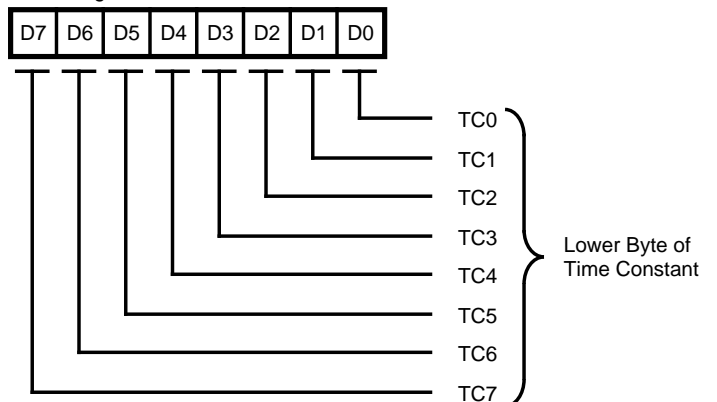 D7 D6 D5 D4 D3 D2 D1 D0
TC0
TC1
TC2
TC3
Lower Byte of
Time Constant
TC4
TC5
TC6
TC7